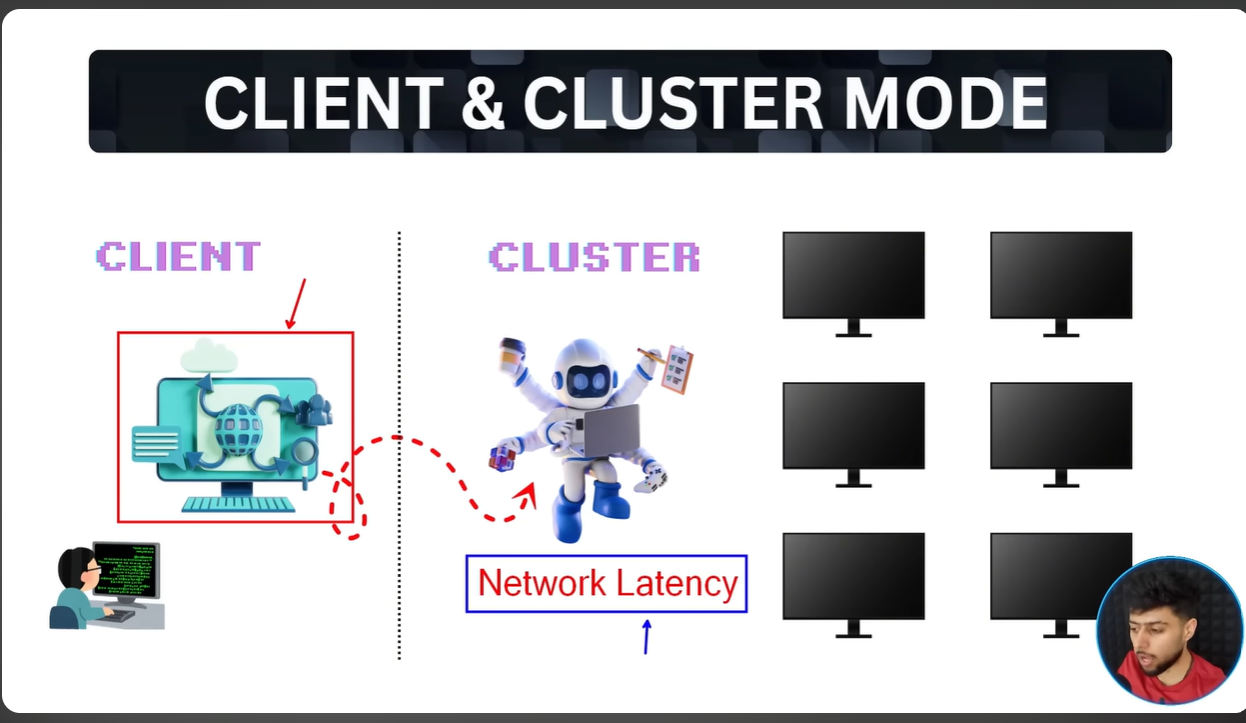 CLIENT & CLUSTER MODE
CLIENT
CLUSTER
Network Latency